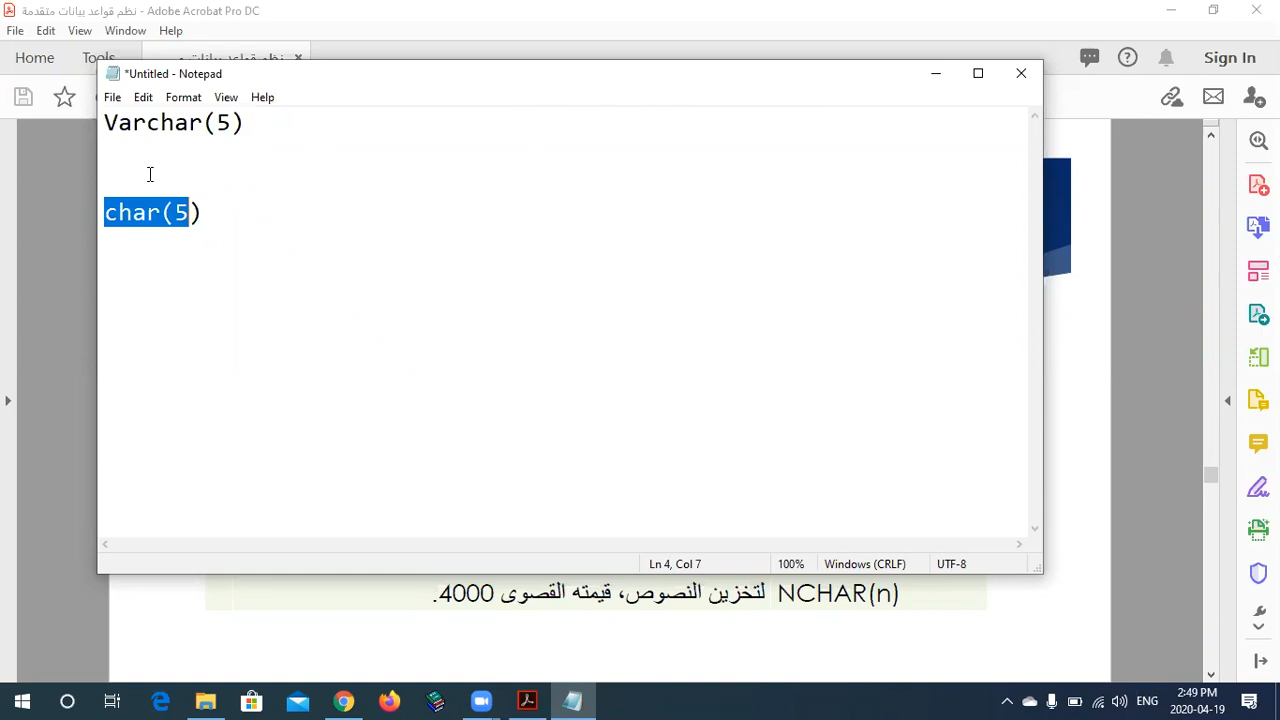 نظم قواعد بيانات متقدمة - Adobe Acrobat Pro DC
File Edit View Window Help
Home Tools Sign In
*Untitled - Notepad
File Edit Format View Help
Varchar(5)
char(5)
Ln 4, Col 7 100% Windows (CRLF) UTF-8
NCHAR(n) لتخزين النصوص، قيمته القصوى 4000.
ENG 2:49 PM
2020-04-19